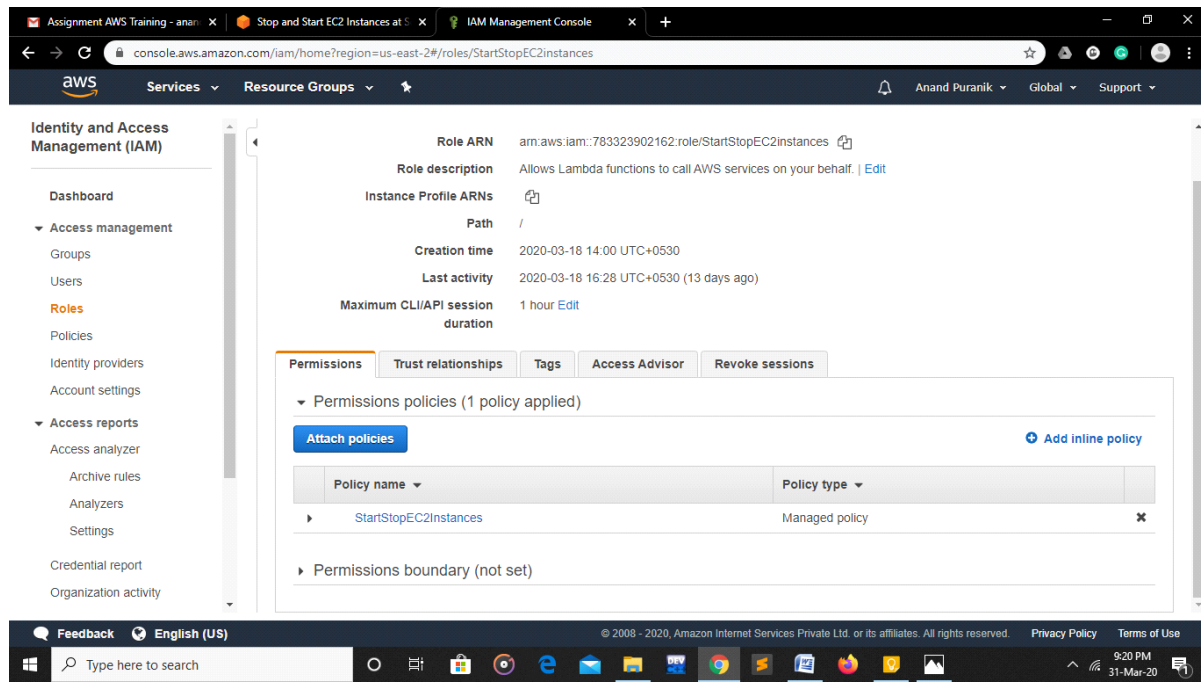 Assignment AWS Training - anan
Stop and Start EC2 Instances at S
IAM Management Console
console.aws.amazon.com/iam/home?region=us-east-2#/roles/StartStopEC2instances
aws
Services
Resource Groups
Anand Puranik
Global
Support
Identity and Access
Management (IAM)
Dashboard
Access management
Groups
Users
Roles
Policies
Identity providers
Account settings
Access reports
Access analyzer
Archive rules
Analyzers
Settings
Credential report
Organization activity
Role ARN arn:aws:iam::783323902162:role/StartStopEC2instances
Role description Allows Lambda functions to call AWS services on your behalf. | Edit
Instance Profile ARNs
Path /
Creation time 2020-03-18 14:00 UTC+0530
Last activity 2020-03-18 16:28 UTC+0530 (13 days ago)
Maximum CLI/API session 1 hour Edit
duration
Permissions Trust relationships Tags Access Advisor Revoke sessions
Permissions policies (1 policy applied)
Attach policies
Add inline policy
Policy name Policy type
StartStopEC2Instances Managed policy
Permissions boundary (not set)
Feedback English (US) © 2008 - 2020, Amazon Internet Services Private Ltd. or its affiliates. All rights reserved. Privacy Policy Terms of Use
Type here to search
DEV
9:20 PM
31-Mar-20
1